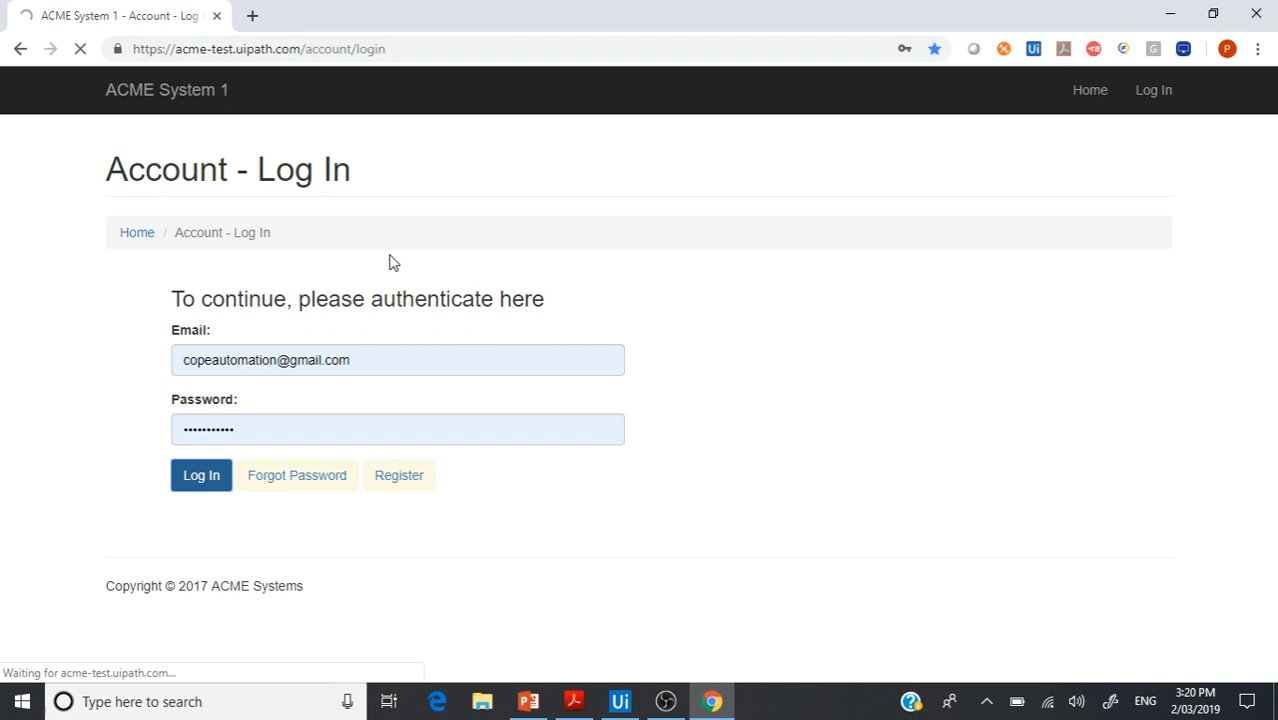 ACME System 1 - Account - Log
https://acme-test.uipath.com/account/login
ACME System 1
Home
Log In
Account - Log In
Home / Account - Log In
To continue, please authenticate here
Email:
copeautomation@gmail.com
Password:
•••••••••••
Log In
Forgot Password
Register
Copyright © 2017 ACME Systems
Waiting for acme-test.uipath.com...
Type here to search
ENG
3:20 PM
2/03/2019